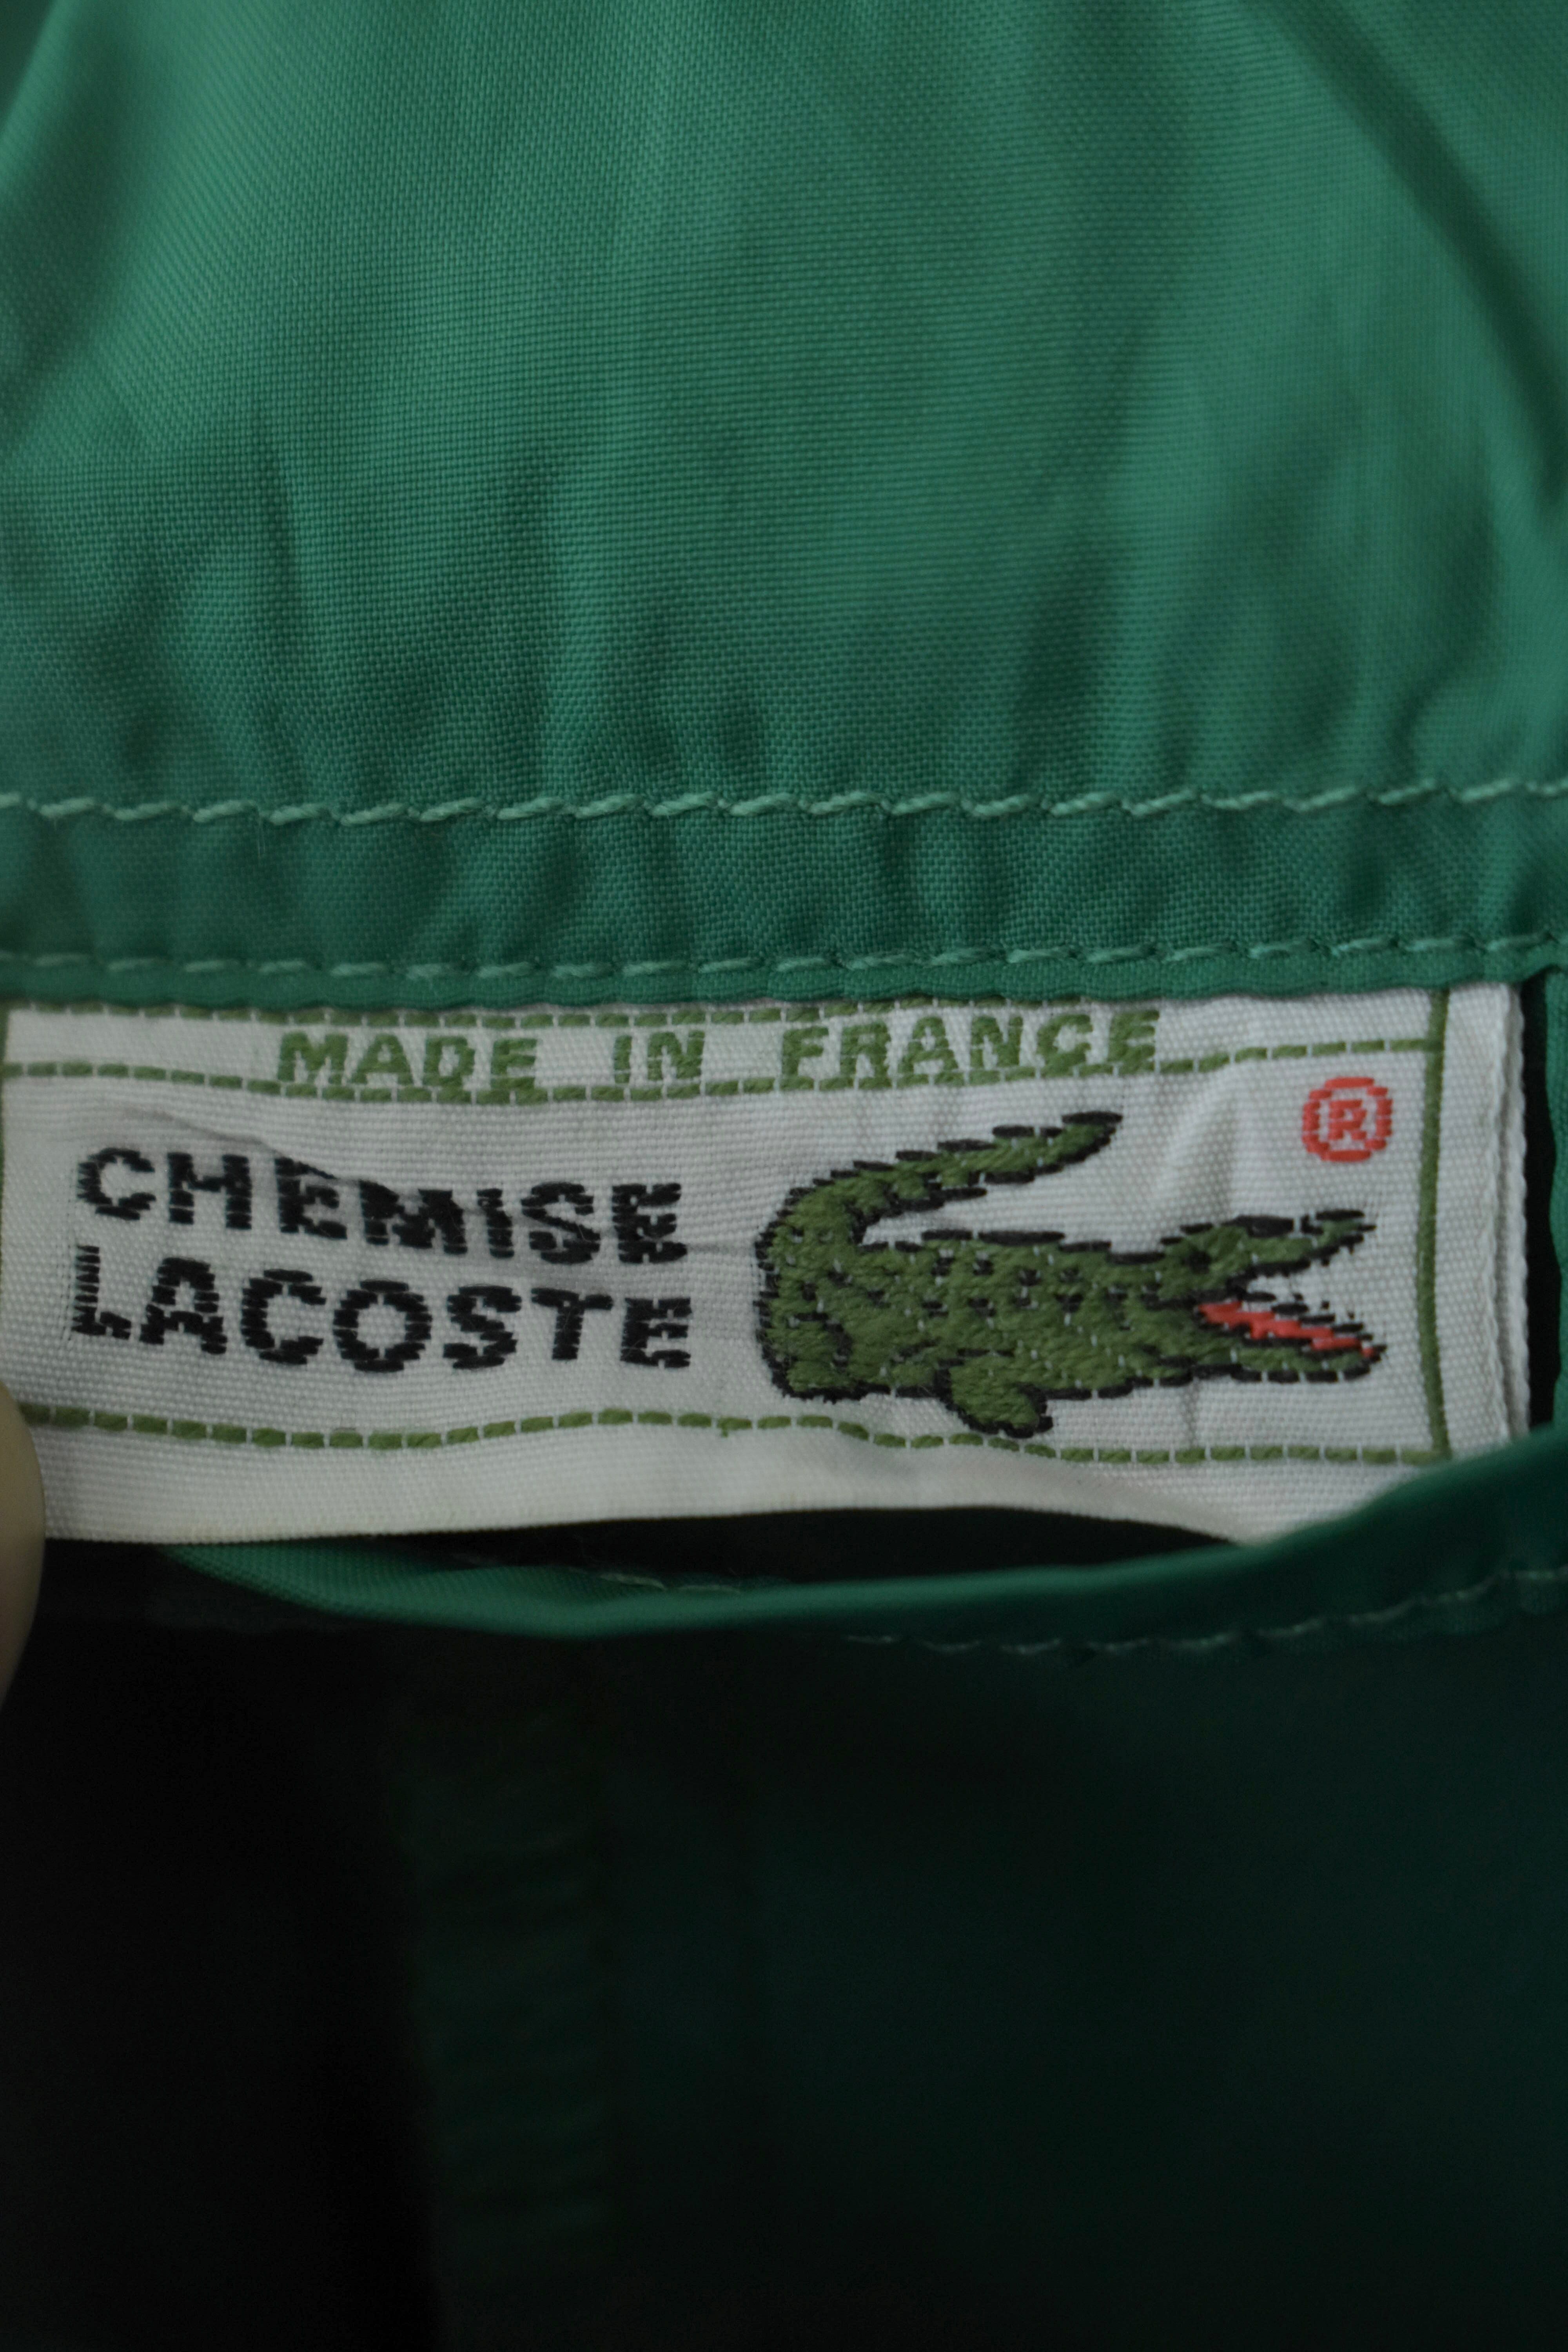 MADE IN FRANCE
®
CHEMISE
LACOSTE